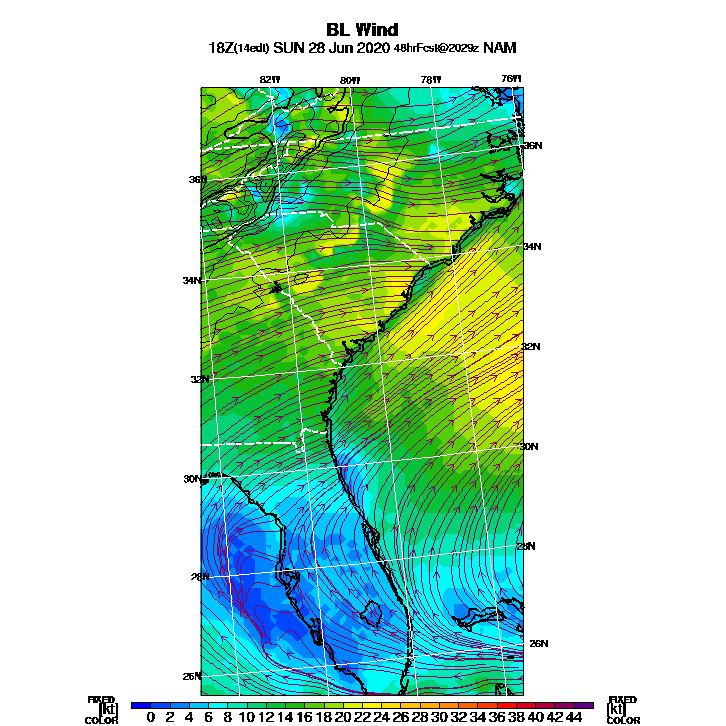 BL Wind
18Z(14edt) SUN 28 Jun 2020 48hrFcst@2029z NAM
82W 80W 78W 76W
36N
36N
34N
34N
32N
32N
30N
30N
28N
28N
26N
26N
FIXED FIXED
[kt] [kt]
COLOR 0 2 4 6 8 10 12 14 16 18 20 22 24 26 28 30 32 34 36 38 40 42 44 COLOR